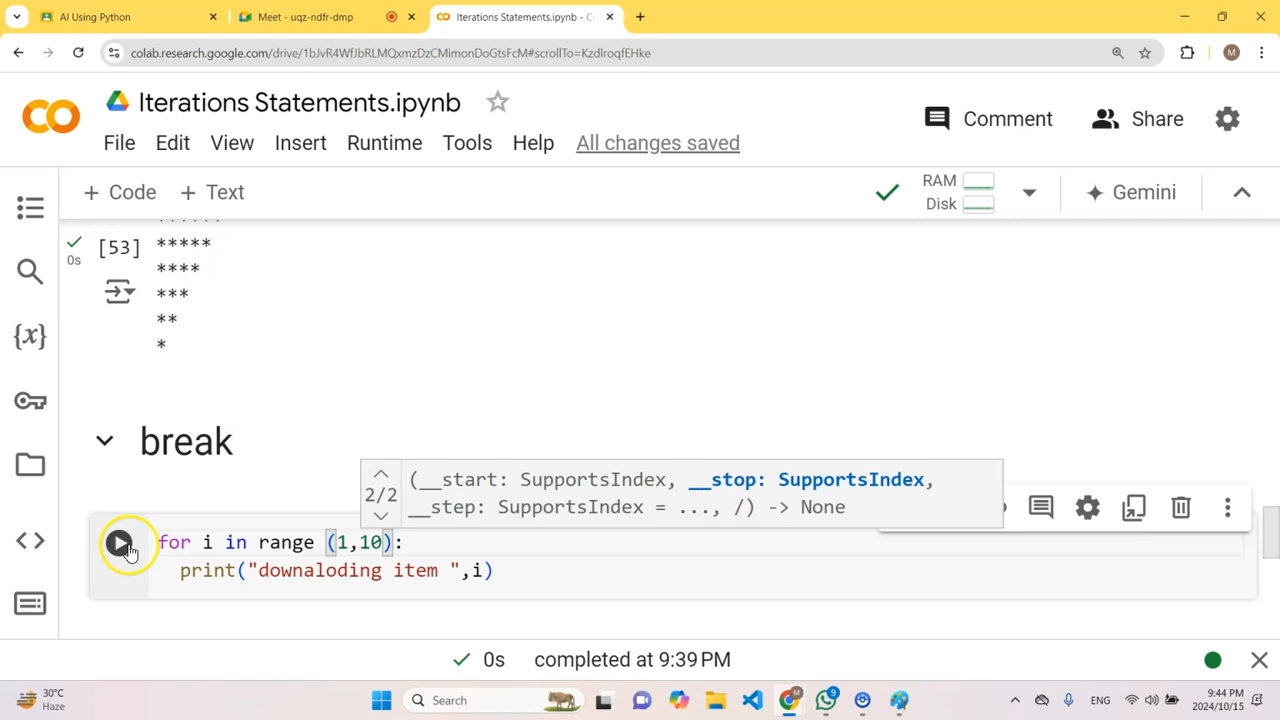 AI Using Python
Meet - uqz-ndfr-dmp
Iterations Statements.ipynb - C
colab.research.google.com/drive/1bJvR4WfJbRLMQxmzDzCMimonDoGtsFcM#scrollTo=KzdIroqfEHke
M
CO
Iterations Statements.ipynb
Comment
Share
File Edit View Insert Runtime Tools Help All changes saved
+ Code + Text
RAM
Disk
Gemini
0s
[53]
*****
****
***
**
*
{x}
break
2/2
(__start: SupportsIndex, __stop: SupportsIndex,
__step: SupportsIndex = ..., /) -> None
for i in range (1,10):
print("downaloding item ",i)
0s completed at 9:39 PM
30°C
Haze
Search
M
9
ENG
9:44 PM
2024/10/15